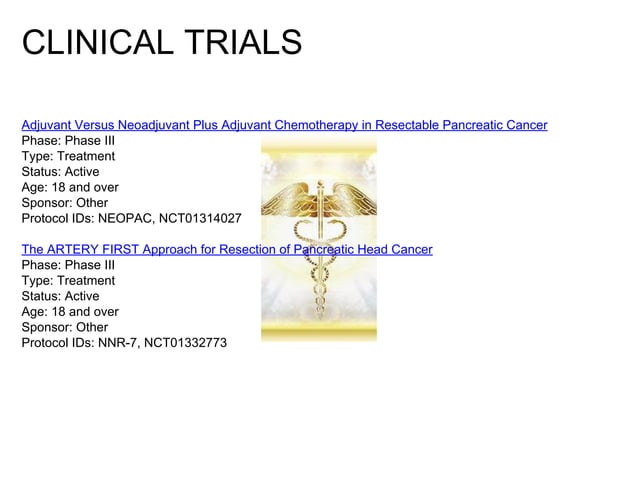 CLINICAL TRIALS
Adjuvant Versus Neoadjuvant Plus Adjuvant Chemotherapy in Resectable Pancreatic Cancer
Phase: Phase III
Type: Treatment
Status: Active
Age: 18 and over
Sponsor: Other
Protocol IDs: NEOPAC, NCT01314027
The ARTERY FIRST Approach for Resection of Pancreatic Head Cancer
Phase: Phase III
Type: Treatment
Status: Active
Age: 18 and over
Sponsor: Other
Protocol IDs: NNR-7, NCT01332773